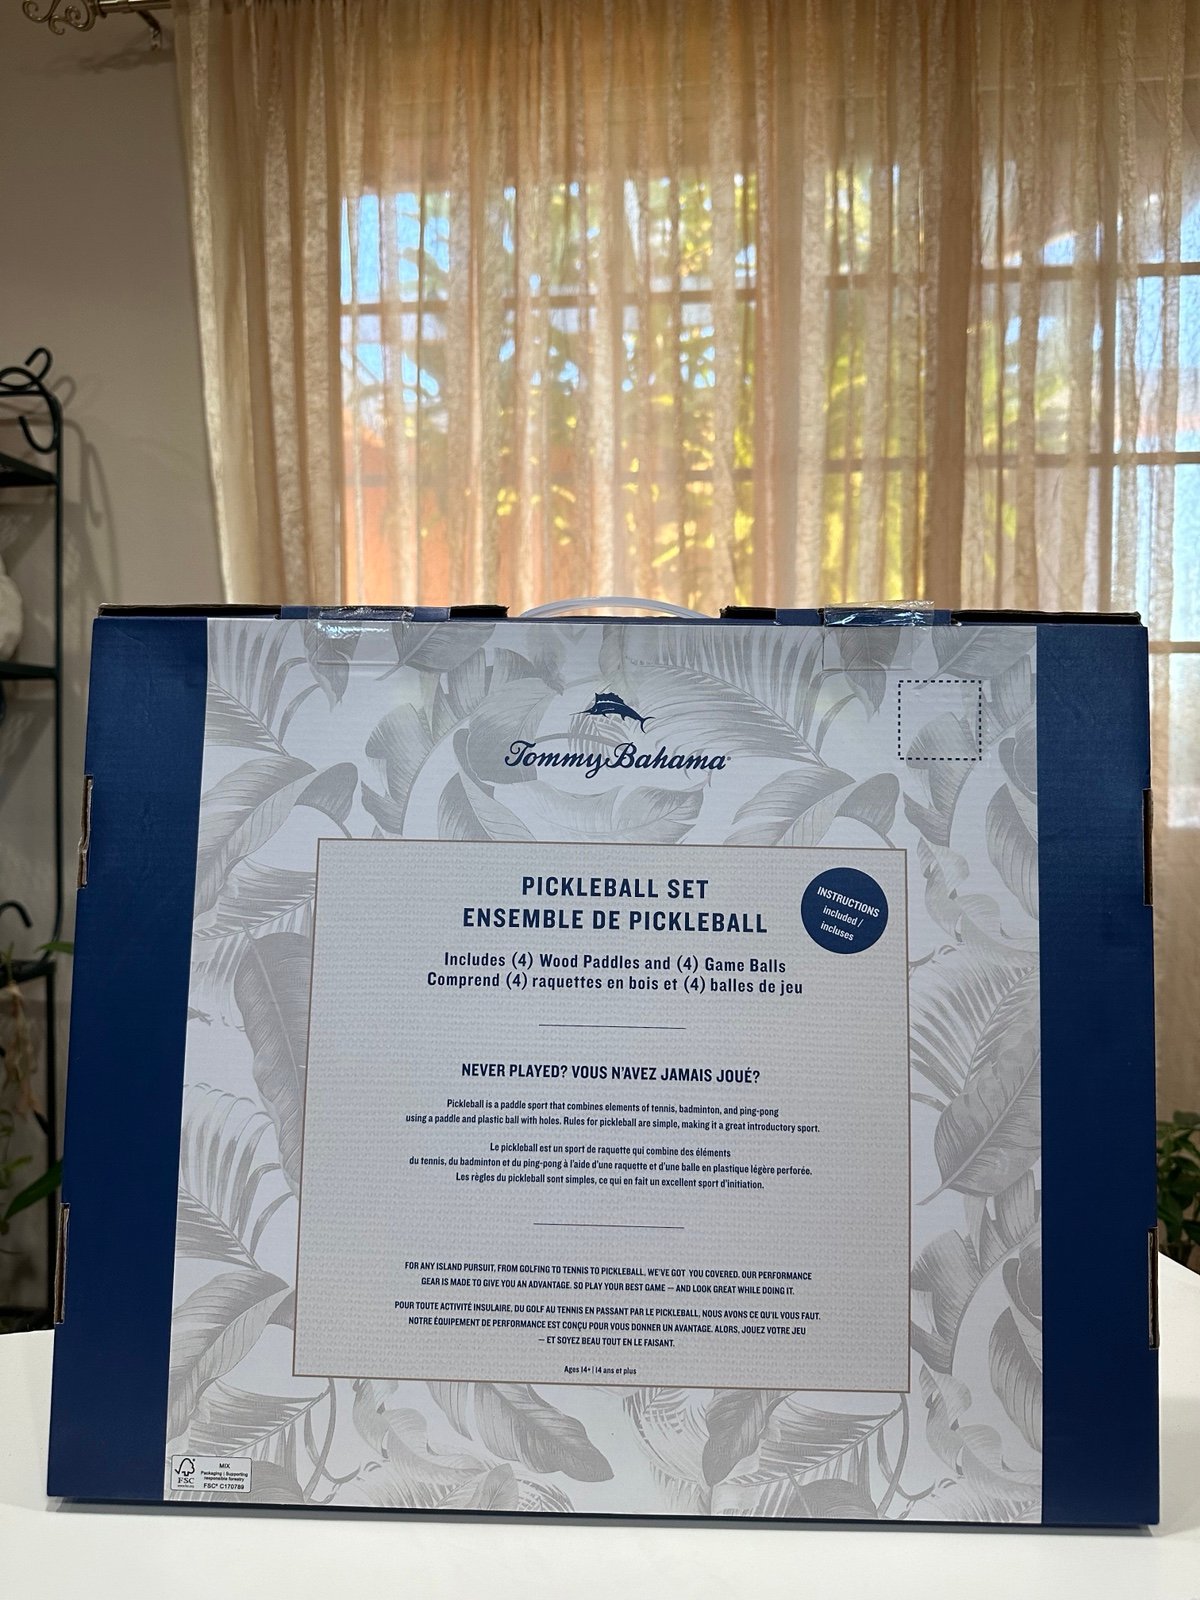 Tommy Bahama
PICKLEBALL SET
ENSEMBLE DE PICKLEBALL
INSTRUCTIONS
included /
incluses
Includes (4) Wood Paddles and (4) Game Balls
Comprend (4) raquettes en bois et (4) balles de jeu
NEVER PLAYED? VOUS N'AVEZ JAMAIS JOUÉ?
Pickleball is a paddle sport that combines elements of tennis, badminton, and ping-pong
using a paddle and plastic ball with holes. Rules for pickleball are simple, making it a great introductory sport.
Le pickleball est un sport de raquette qui combine des éléments
du tennis, du badminton et du ping-pong à l'aide d'une raquette et d'une balle en plastique légère perforée.
Les règles du pickleball sont simples, ce qui en fait un excellent sport d'initiation.
FOR ANY ISLAND PURSUIT, FROM GOLFING TO TENNIS TO PICKLEBALL, WE'VE GOT YOU COVERED. OUR PERFORMANCE
GEAR IS MADE TO GIVE YOU AN ADVANTAGE. SO PLAY YOUR BEST GAME — AND LOOK GREAT WHILE DOING IT.
POUR TOUTE ACTIVITÉ INSULAIRE, DU GOLF AU TENNIS EN PASSANT PAR LE PICKLEBALL, NOUS AVONS CE QU'IL VOUS FAUT.
NOTRE ÉQUIPEMENT DE PERFORMANCE EST CONÇU POUR VOUS DONNER UN AVANTAGE. ALORS, JOUEZ VOTRE JEU
— ET SOYEZ BEAU TOUT EN LE FAISANT.
Ages 14+ | 14 ans et plus
FSC
www.fsc.org
MIX
Packaging | Supporting
responsible forestry
FSC® C170789